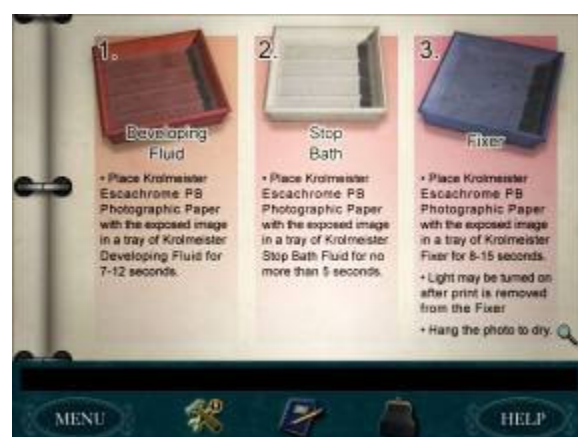 1.
Developing
Fluid
• Place Krolmeister
Escachrome PB
Photographic Paper
with the exposed image
in a tray of Krolmeister
Developing Fluid for
7-12 seconds.
2.
Stop
Bath
• Place Krolmeister
Escachrome PB
Photographic Paper
with the exposed image
in a tray of Krolmeister
Stop Bath Fluid for no
more than 5 seconds.
3.
Fixer
• Place Krolmeister
Escachrome PB
Photographic Paper
with the exposed image
in a tray of Krolmeister
Fixer for 8-15 seconds.
• Light may be turned on
after print is removed
from the Fixer
• Hang the photo to dry.
MENU
HELP